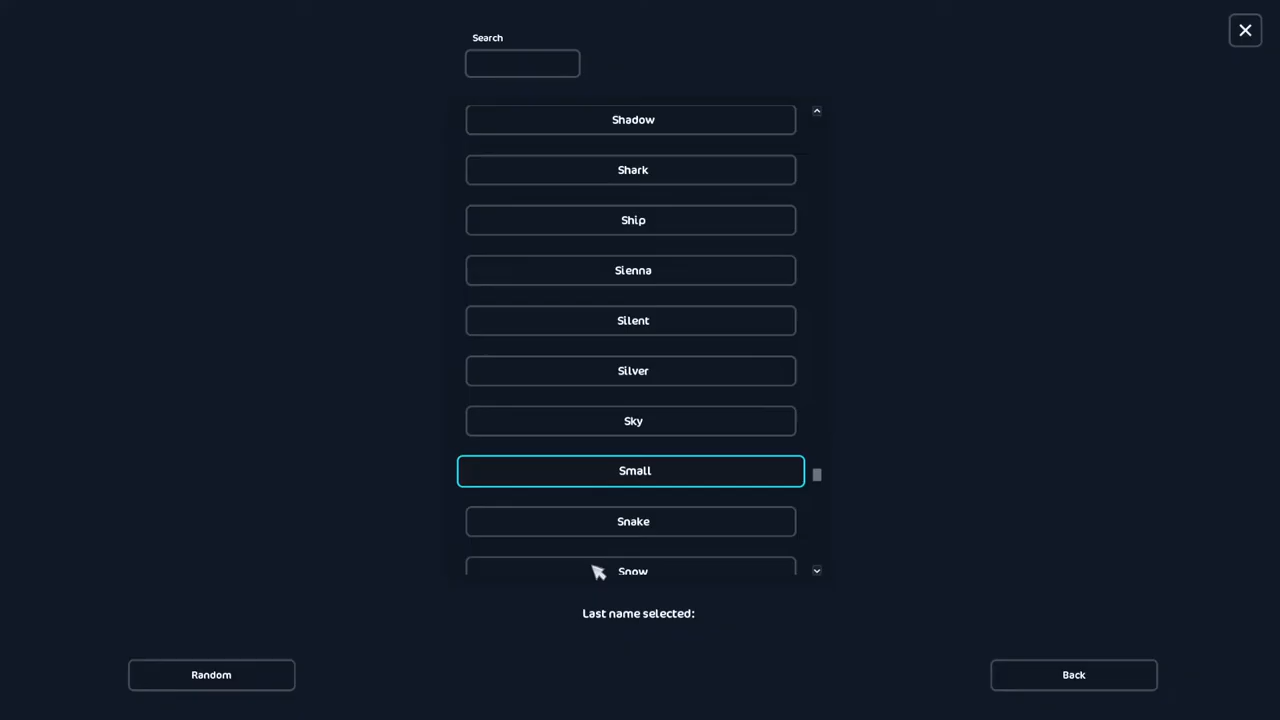 Search
Shadow
Shark
Ship
Sienna
Silent
Silver
Sky
Small
Snake
Snow
Last name selected:
Random
Back